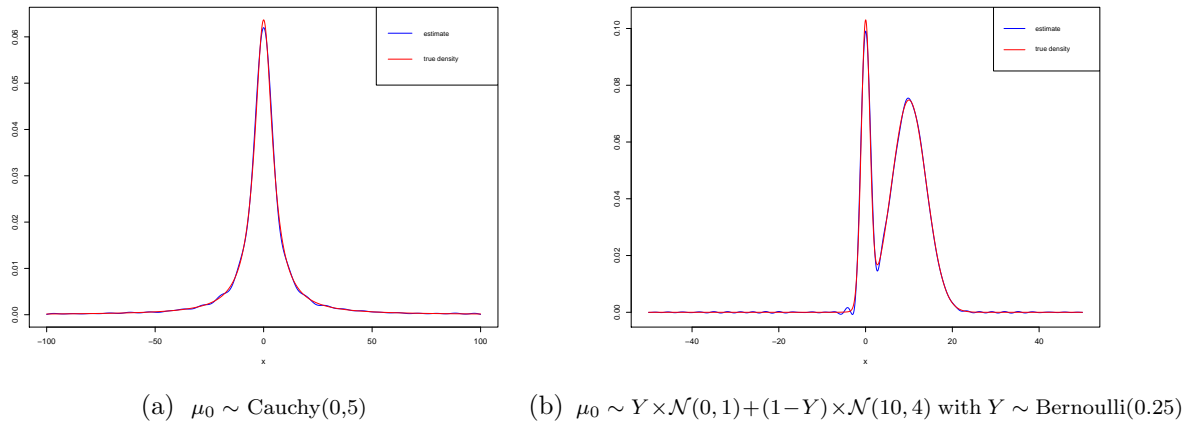 estimate
true density
0.06
0.05
0.04
0.03
0.02
0.01
0.00
−100
−50
0
50
100
x
estimate
true density
0.10
0.08
0.06
0.04
0.02
0.00
−40
−20
0
20
40
x
(a) μ₀ ∼ Cauchy(0,5)
(b) μ₀ ∼ Y×𝒩(0, 1)+(1−Y)×𝒩(10, 4) with Y ∼ Bernoulli(0.25)